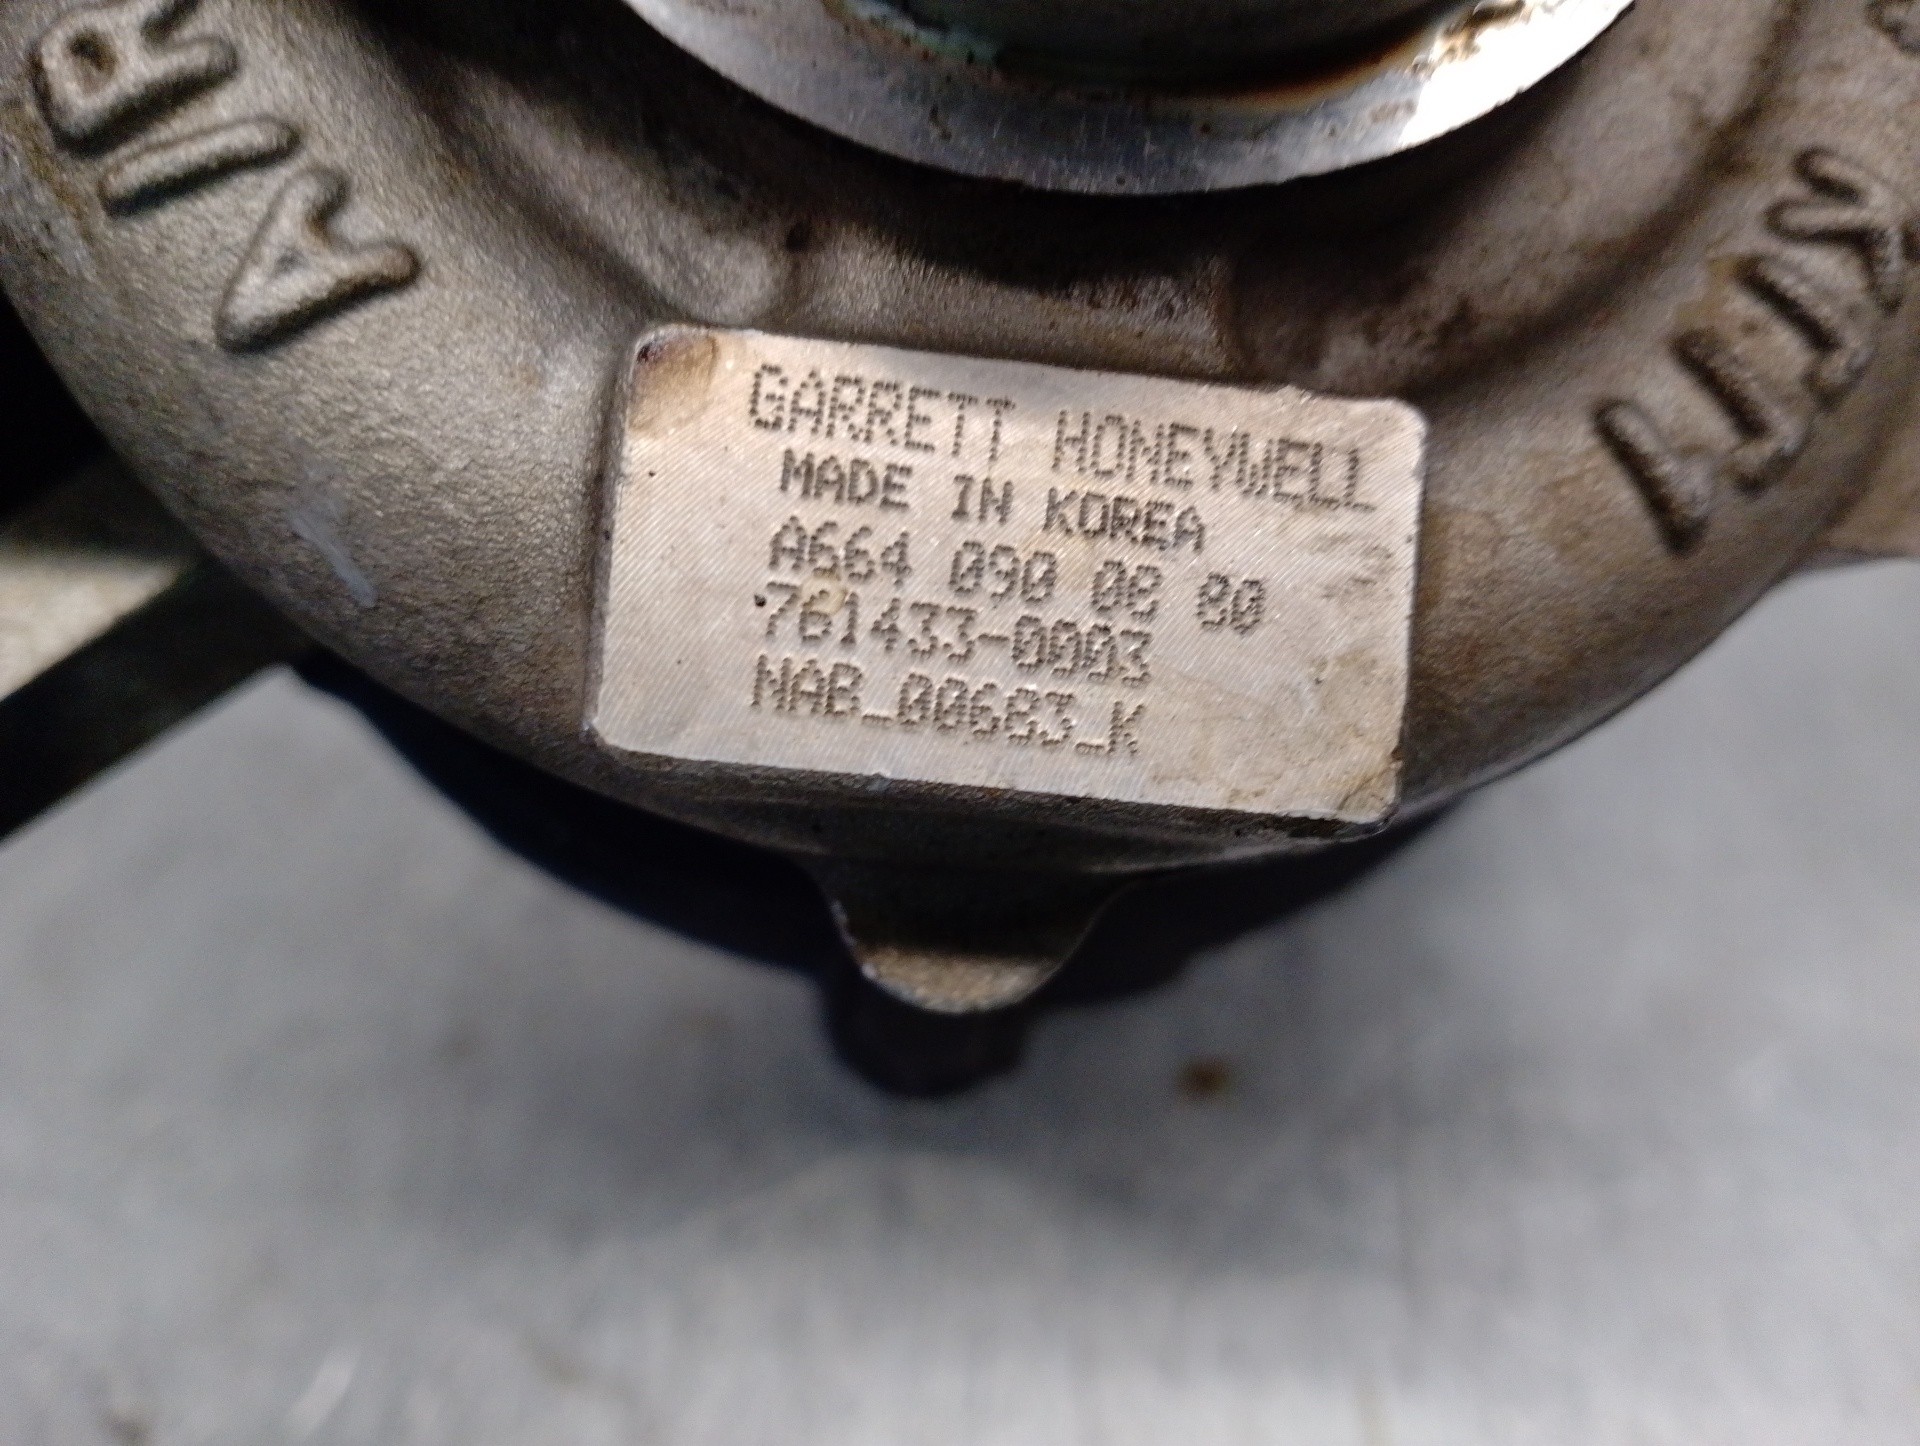 GARRETT HONEYWELL
MADE IN KOREA
A664 090 08 80
761433-0003
NAB_00683_K